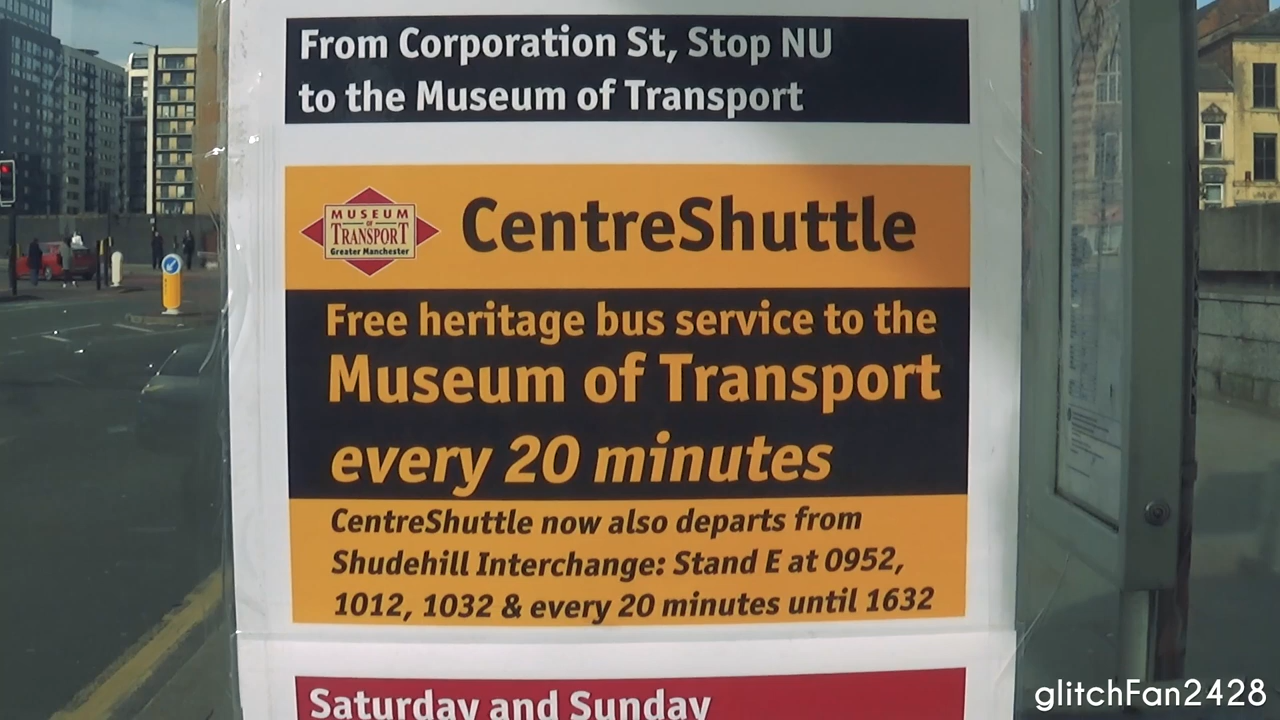 From Corporation St, Stop NU
to the Museum of Transport
MUSEUM
OF
TRANSPORT
Greater Manchester
CentreShuttle
Free heritage bus service to the
Museum of Transport
every 20 minutes
CentreShuttle now also departs from
Shudehill Interchange: Stand E at 0952,
1012, 1032 & every 20 minutes until 1632
Saturday and Sunday
glitchFan2428